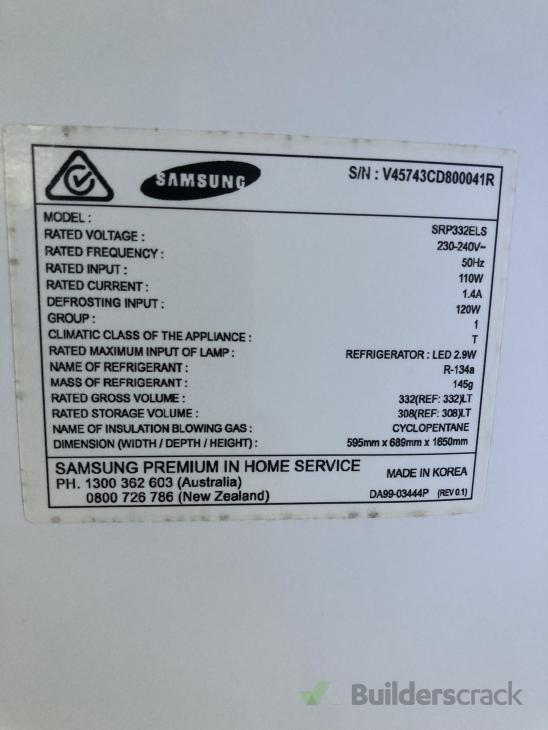 SAMSUNG
S/N : V45743CD800041R
MODEL : SRP332ELS
RATED VOLTAGE : 230-240V~
RATED FREQUENCY : 50Hz
RATED INPUT : 110W
RATED CURRENT : 1.4A
DEFROSTING INPUT : 120W
GROUP : 1
CLIMATIC CLASS OF THE APPLIANCE : T
RATED MAXIMUM INPUT OF LAMP : REFRIGERATOR : LED 2.9W
NAME OF REFRIGERANT : R-134a
MASS OF REFRIGERANT : 145g
RATED GROSS VOLUME : 332(REF: 332)LT
RATED STORAGE VOLUME : 308(REF: 308)LT
NAME OF INSULATION BLOWING GAS : CYCLOPENTANE
DIMENSION (WIDTH / DEPTH / HEIGHT) : 595mm x 689mm x 1650mm
SAMSUNG PREMIUM IN HOME SERVICE
PH. 1300 362 603 (Australia)
0800 726 786 (New Zealand)
MADE IN KOREA
DA99-03444P (REV 0.1)
Builderscrack